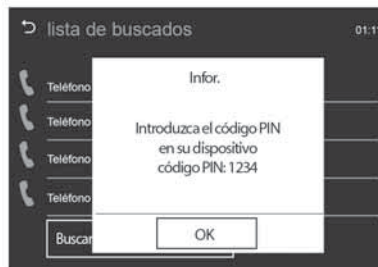 lista de buscados
01:11
Infor.
Teléfono
Introduzca el código PIN
Teléfono
en su dispositivo
Teléfono
código PIN: 1234
Teléfono
Buscar
OK